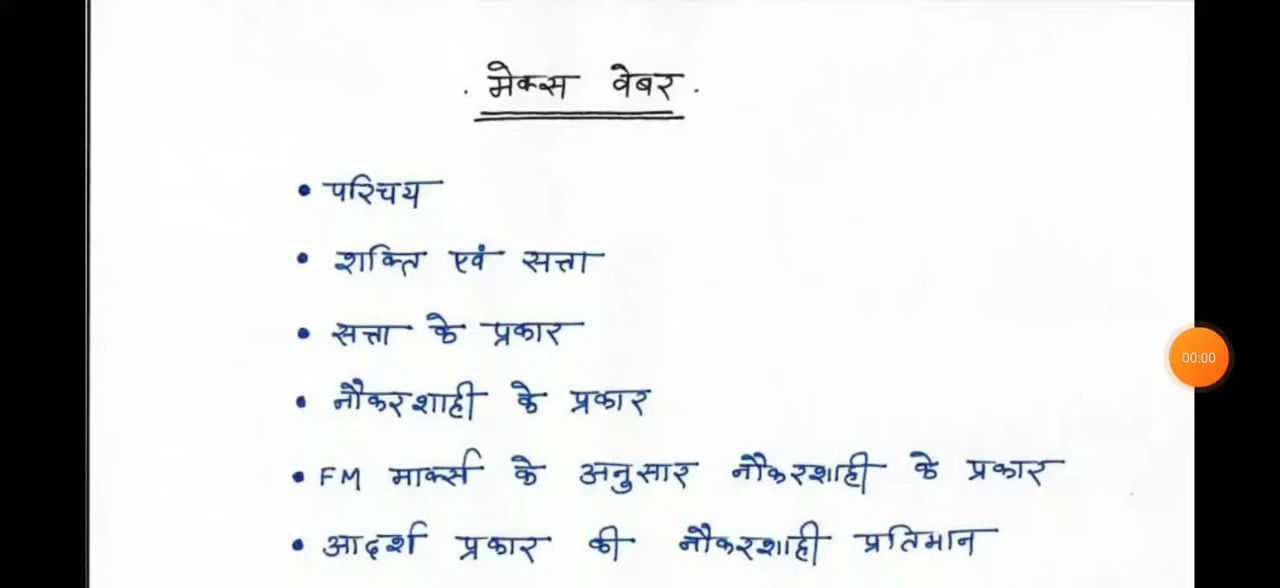 . मेक्स वेबर .
• परिचय
• शक्ति एवं सत्ता
• सत्ता के प्रकार
00:00
• नौकरशाही के प्रकार
• FM मार्क्स के अनुसार नौकरशाही के प्रकार
• आदर्श प्रकार की नौकरशाही प्रतिमान